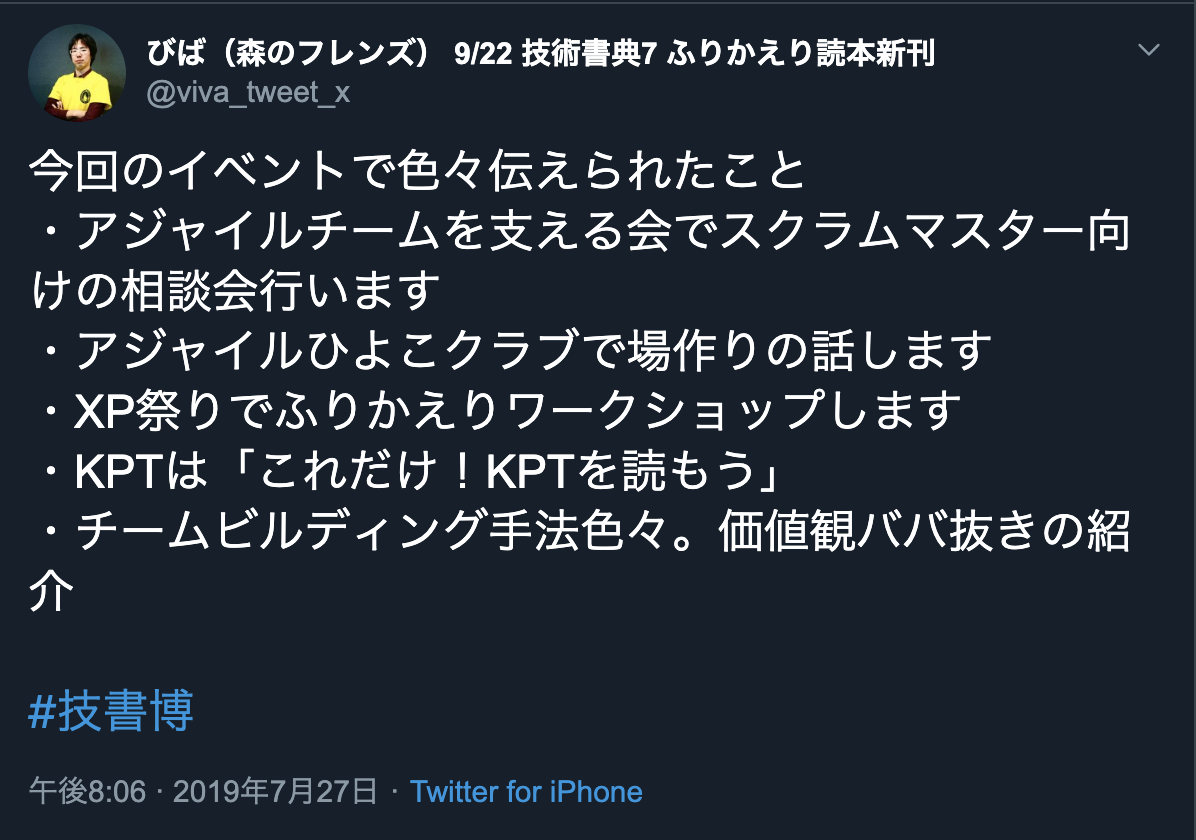 びば（森のフレンズ） 9/22 技術書典7 ふりかえり読本新刊
@viva_tweet_x
今回のイベントで色々伝えられたこと
・アジャイルチームを支える会でスクラムマスター向
けの相談会行います
・アジャイルひよこクラブで場作りの話します
・XP祭りでふりかえりワークショップします
・KPTは「これだけ！KPTを読もう」
・チームビルディング手法色々。価値観ババ抜きの紹
介
#技書博
午後8:06 · 2019年7月27日 · Twitter for iPhone